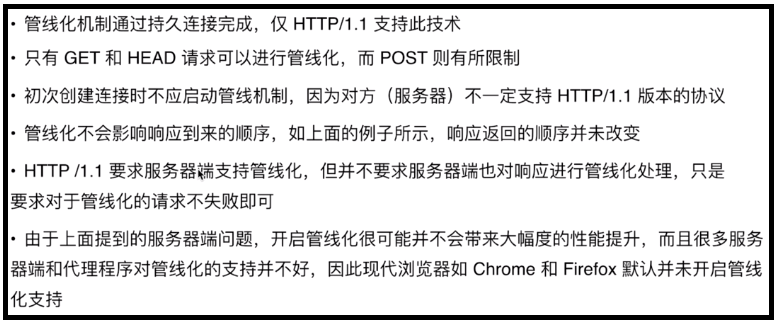 • 管线化机制通过持久连接完成，仅 HTTP/1.1 支持此技术
• 只有 GET 和 HEAD 请求可以进行管线化，而 POST 则有所限制
• 初次创建连接时不应启动管线机制，因为对方（服务器）不一定支持 HTTP/1.1 版本的协议
• 管线化不会影响响应到来的顺序，如上面的例子所示，响应返回的顺序并未改变
• HTTP /1.1 要求服务器端支持管线化，但并不要求服务器端也对响应进行管线化处理，只是
要求对于管线化的请求不失败即可
• 由于上面提到的服务器端问题，开启管线化很可能并不会带来大幅度的性能提升，而且很多服务
器端和代理程序对管线化的支持并不好，因此现代浏览器如 Chrome 和 Firefox 默认并未开启管线
化支持